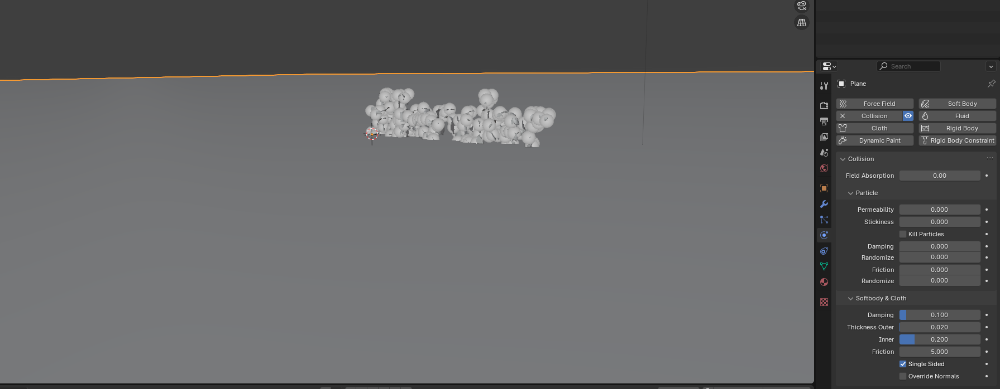 Search
Plane
Force Field
Soft Body
Collision
Fluid
Cloth
Rigid Body
Dynamic Paint
Rigid Body Constraint
Collision
Field Absorption 0.00
Particle
Permeability 0.000
Stickiness 0.000
Kill Particles
Damping 0.000
Randomize 0.000
Friction 0.000
Randomize 0.000
Softbody & Cloth
Damping 0.100
Thickness Outer 0.020
Inner 0.200
Friction 5.000
Single Sided
Override Normals